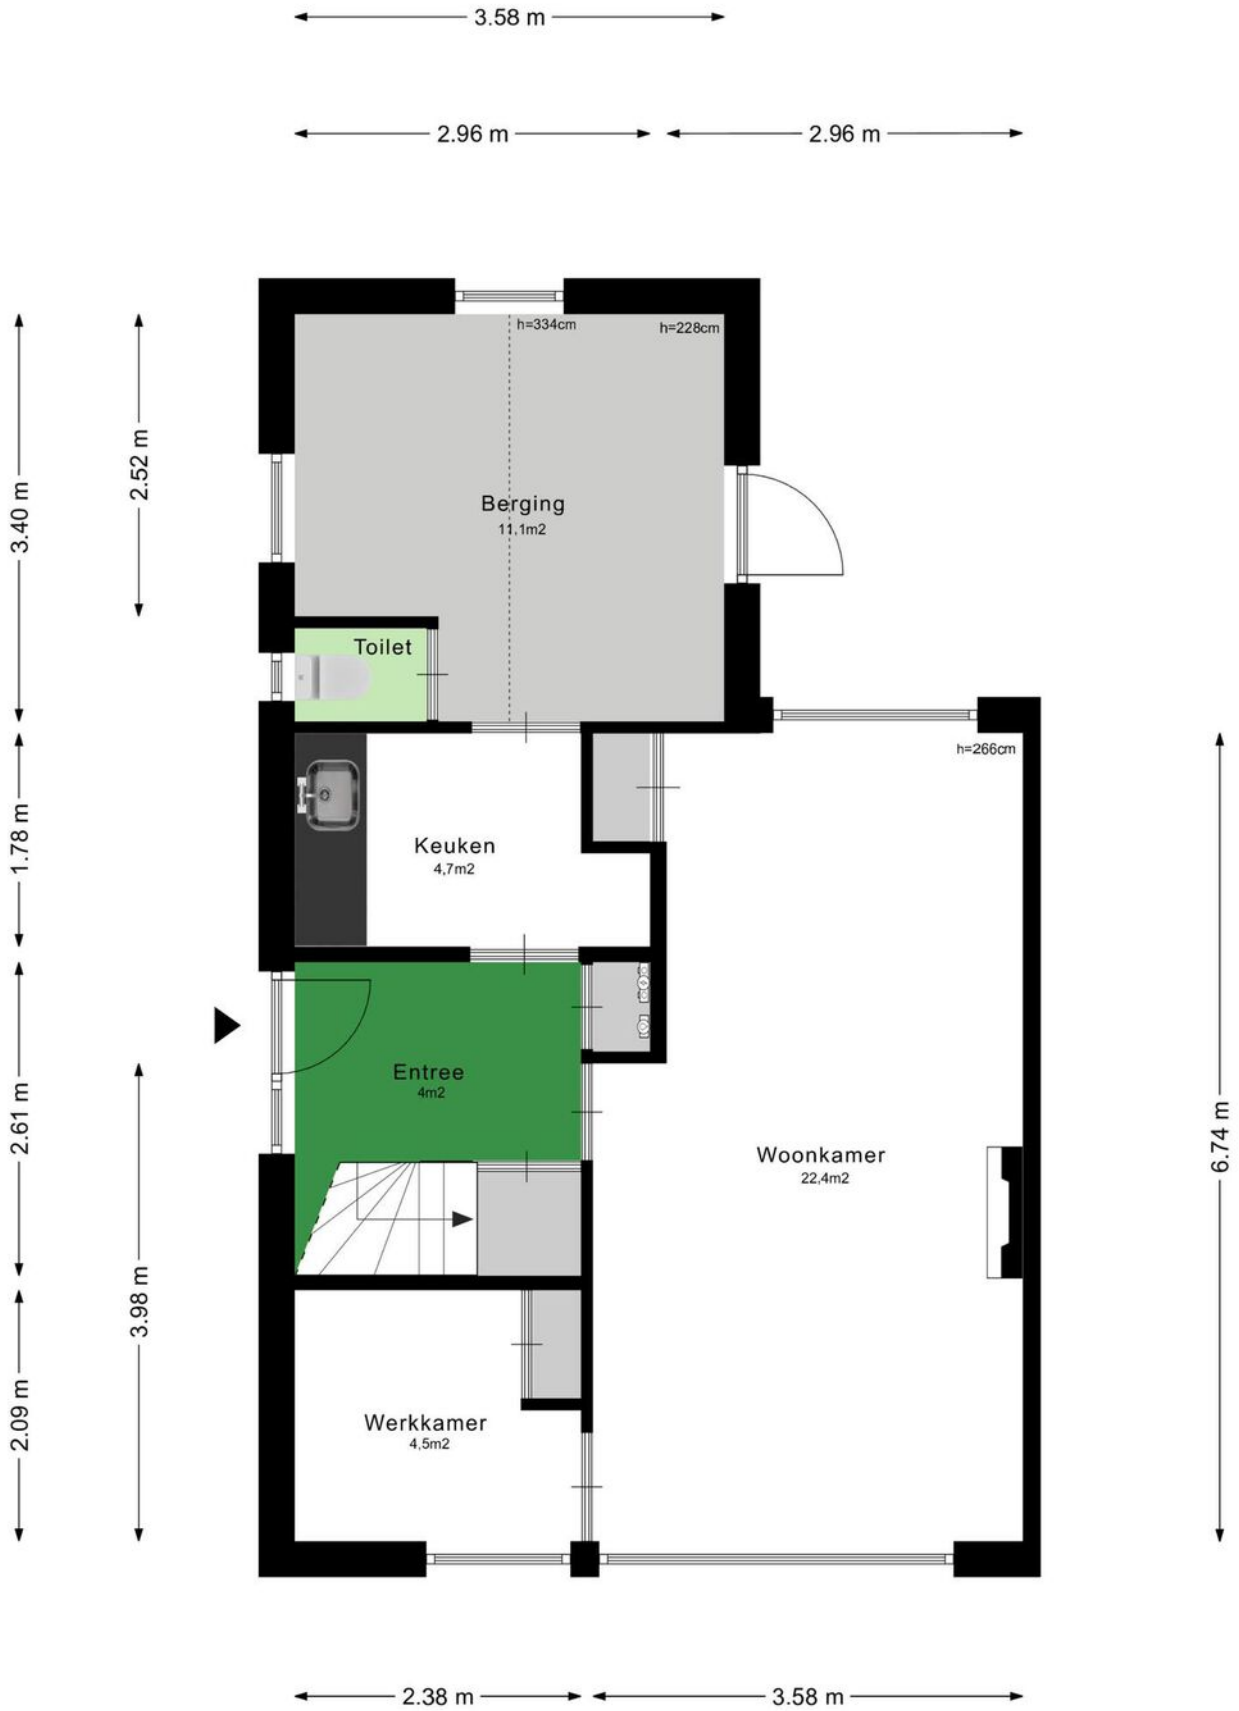 3.58 m
2.96 m
2.96 m
h=334cm
h=228cm
2.52 m
3.40 m
Berging
11,1m2
Toilet
h=266cm
1.78 m
Keuken
4,7m2
Entree
4m2
2.61 m
6.74 m
Woonkamer
22,4m2
3.98 m
2.09 m
Werkkamer
4,5m2
2.38 m
3.58 m